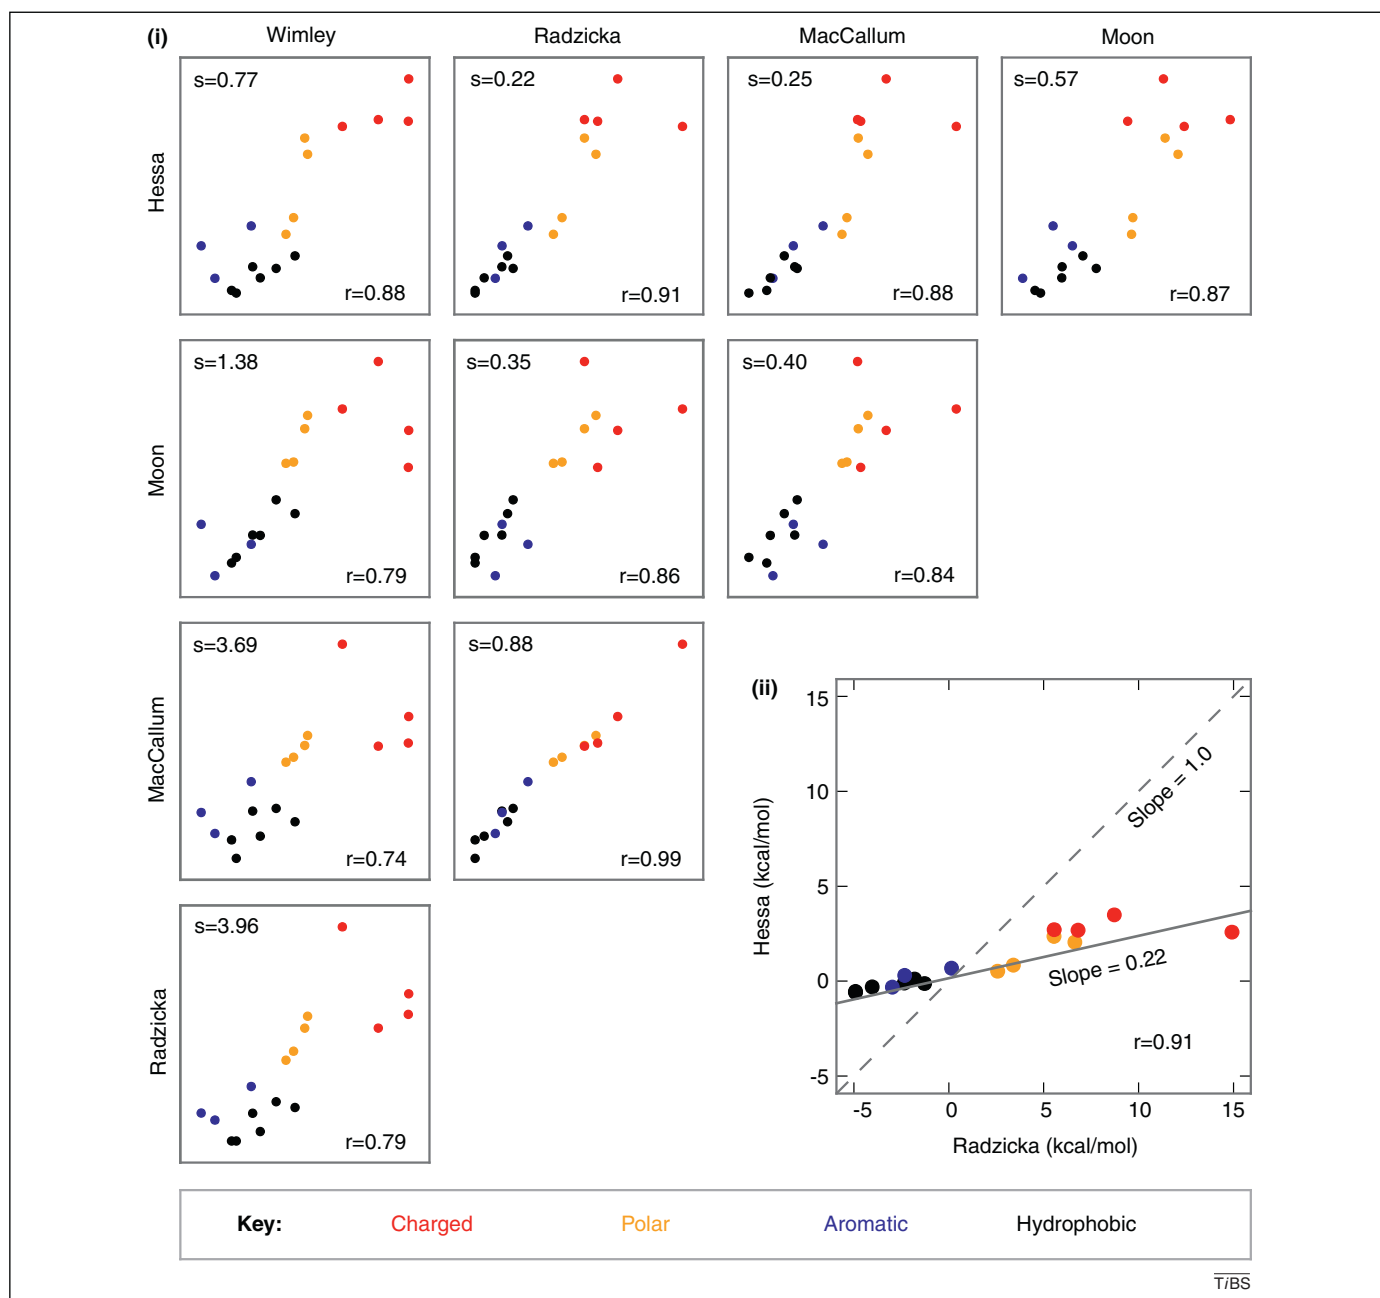 (i)
Wimley
Radzicka
MacCallum
Moon
Hessa
s=0.77
r=0.88
s=0.22
r=0.91
s=0.25
r=0.88
s=0.57
r=0.87
Moon
s=1.38
r=0.79
s=0.35
r=0.86
s=0.40
r=0.84
MacCallum
s=3.69
r=0.74
s=0.88
r=0.99
Radzicka
s=3.96
r=0.79
(ii)
Hessa (kcal/mol)
15
10
5
0
-5
Slope = 1.0
Slope = 0.22
r=0.91
-5 0 5 10 15
Radzicka (kcal/mol)
Key: Charged Polar Aromatic Hydrophobic
TiBS